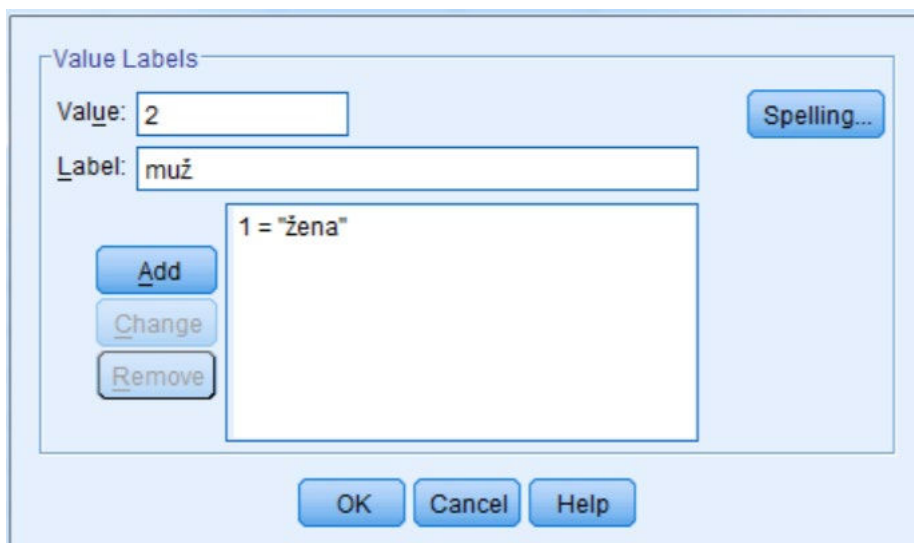 Value Labels
Value: 2
Spelling...
Label: muž
1 = "žena"
Add
Change
Remove
OK Cancel Help